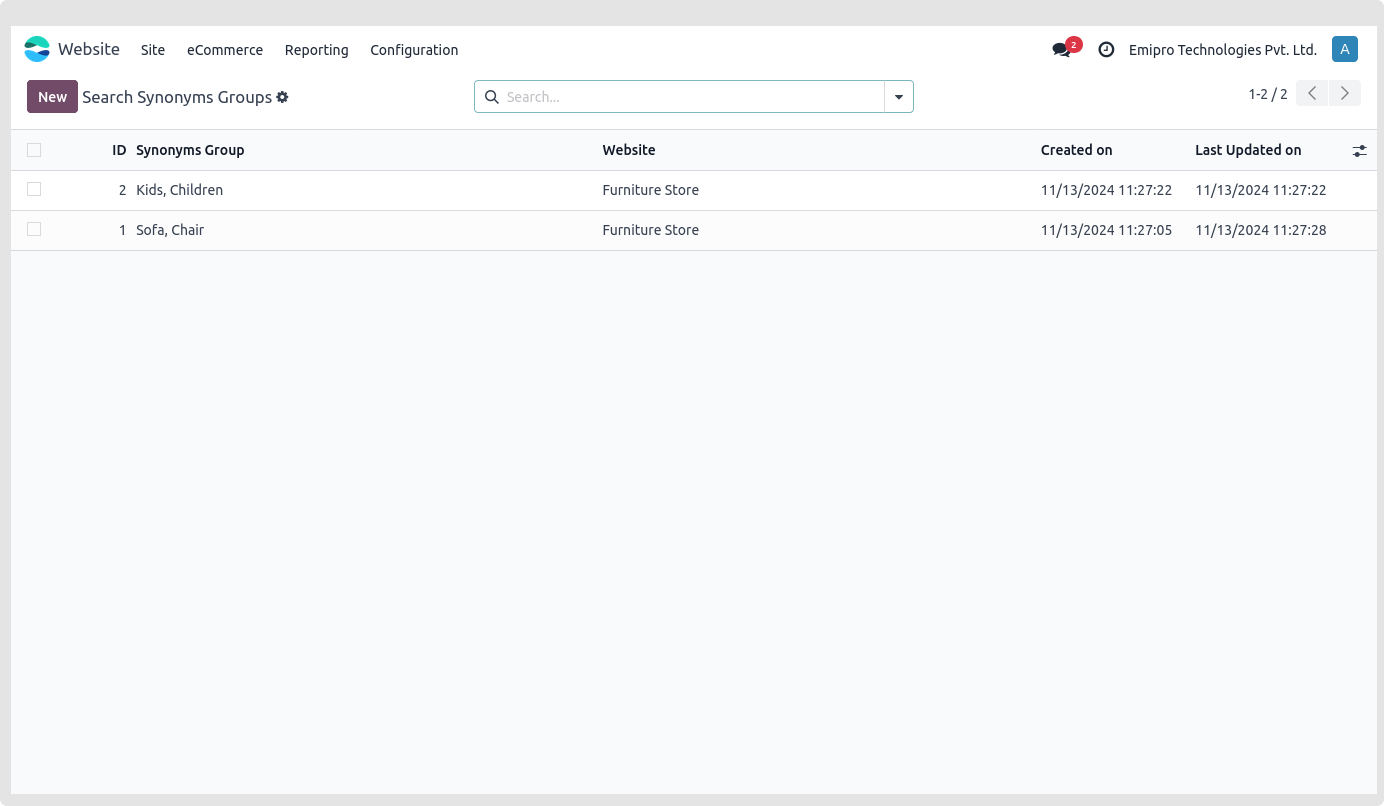 Website Site eCommerce Reporting Configuration 2 Emipro Technologies Pvt. Ltd. A
New Search Synonyms Groups Search... 1-2 / 2
ID Synonyms Group Website Created on Last Updated on
2 Kids, Children Furniture Store 11/13/2024 11:27:22 11/13/2024 11:27:22
1 Sofa, Chair Furniture Store 11/13/2024 11:27:05 11/13/2024 11:27:28